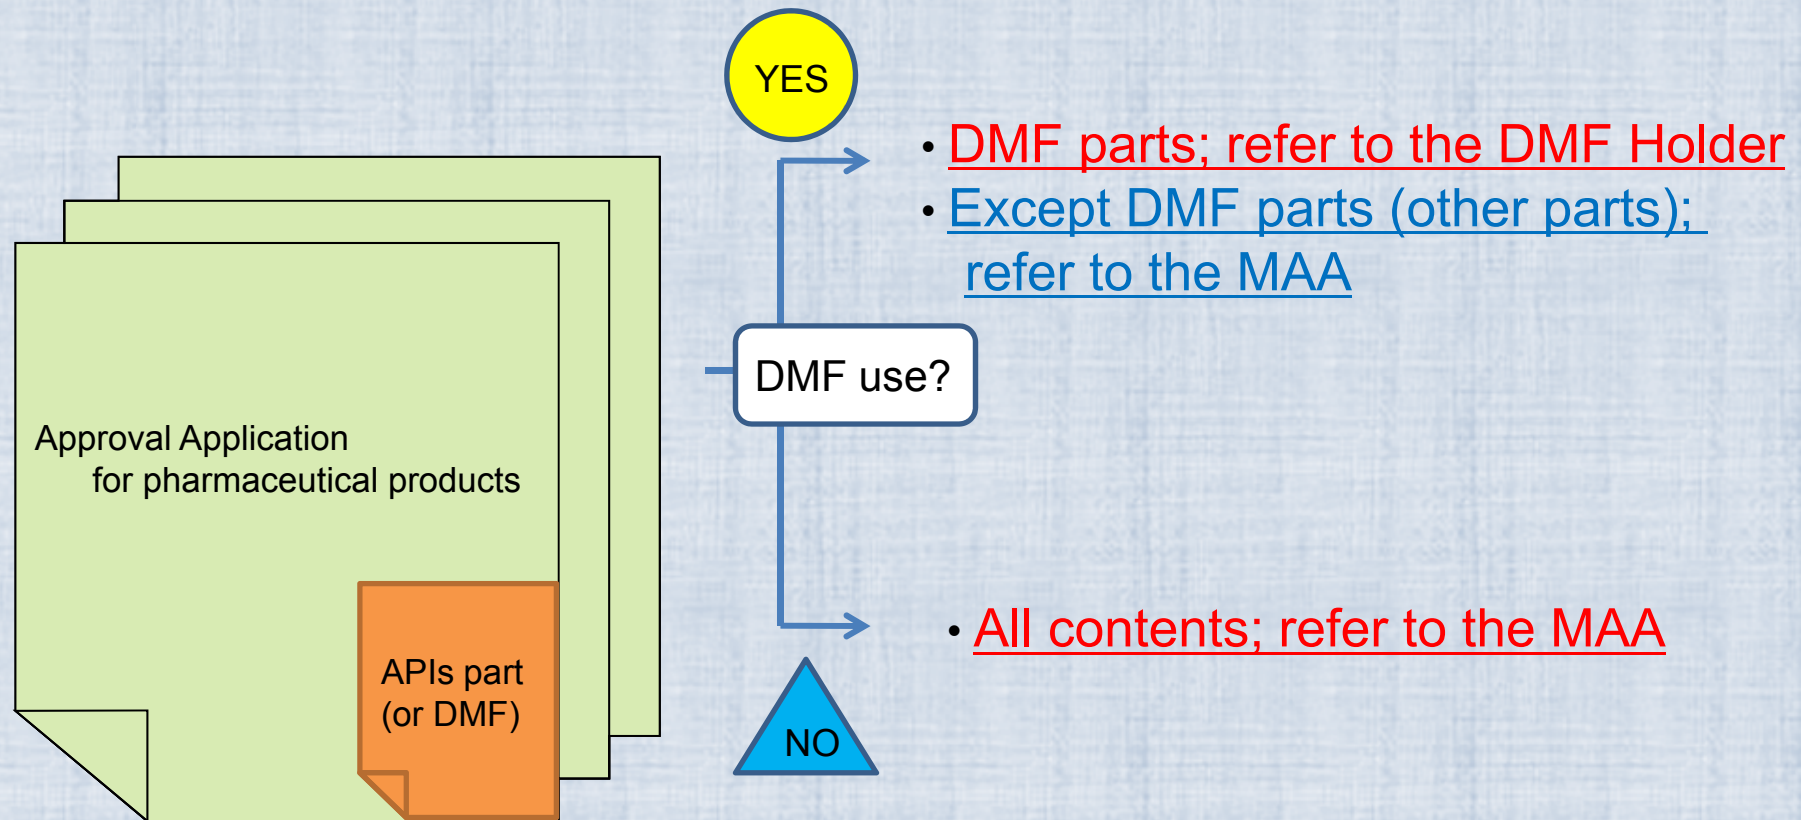 YES
• DMF parts; refer to the DMF Holder
• Except DMF parts (other parts);
refer to the MAA
DMF use?
Approval Application
for pharmaceutical products
• All contents; refer to the MAA
APIs part
(or DMF)
NO